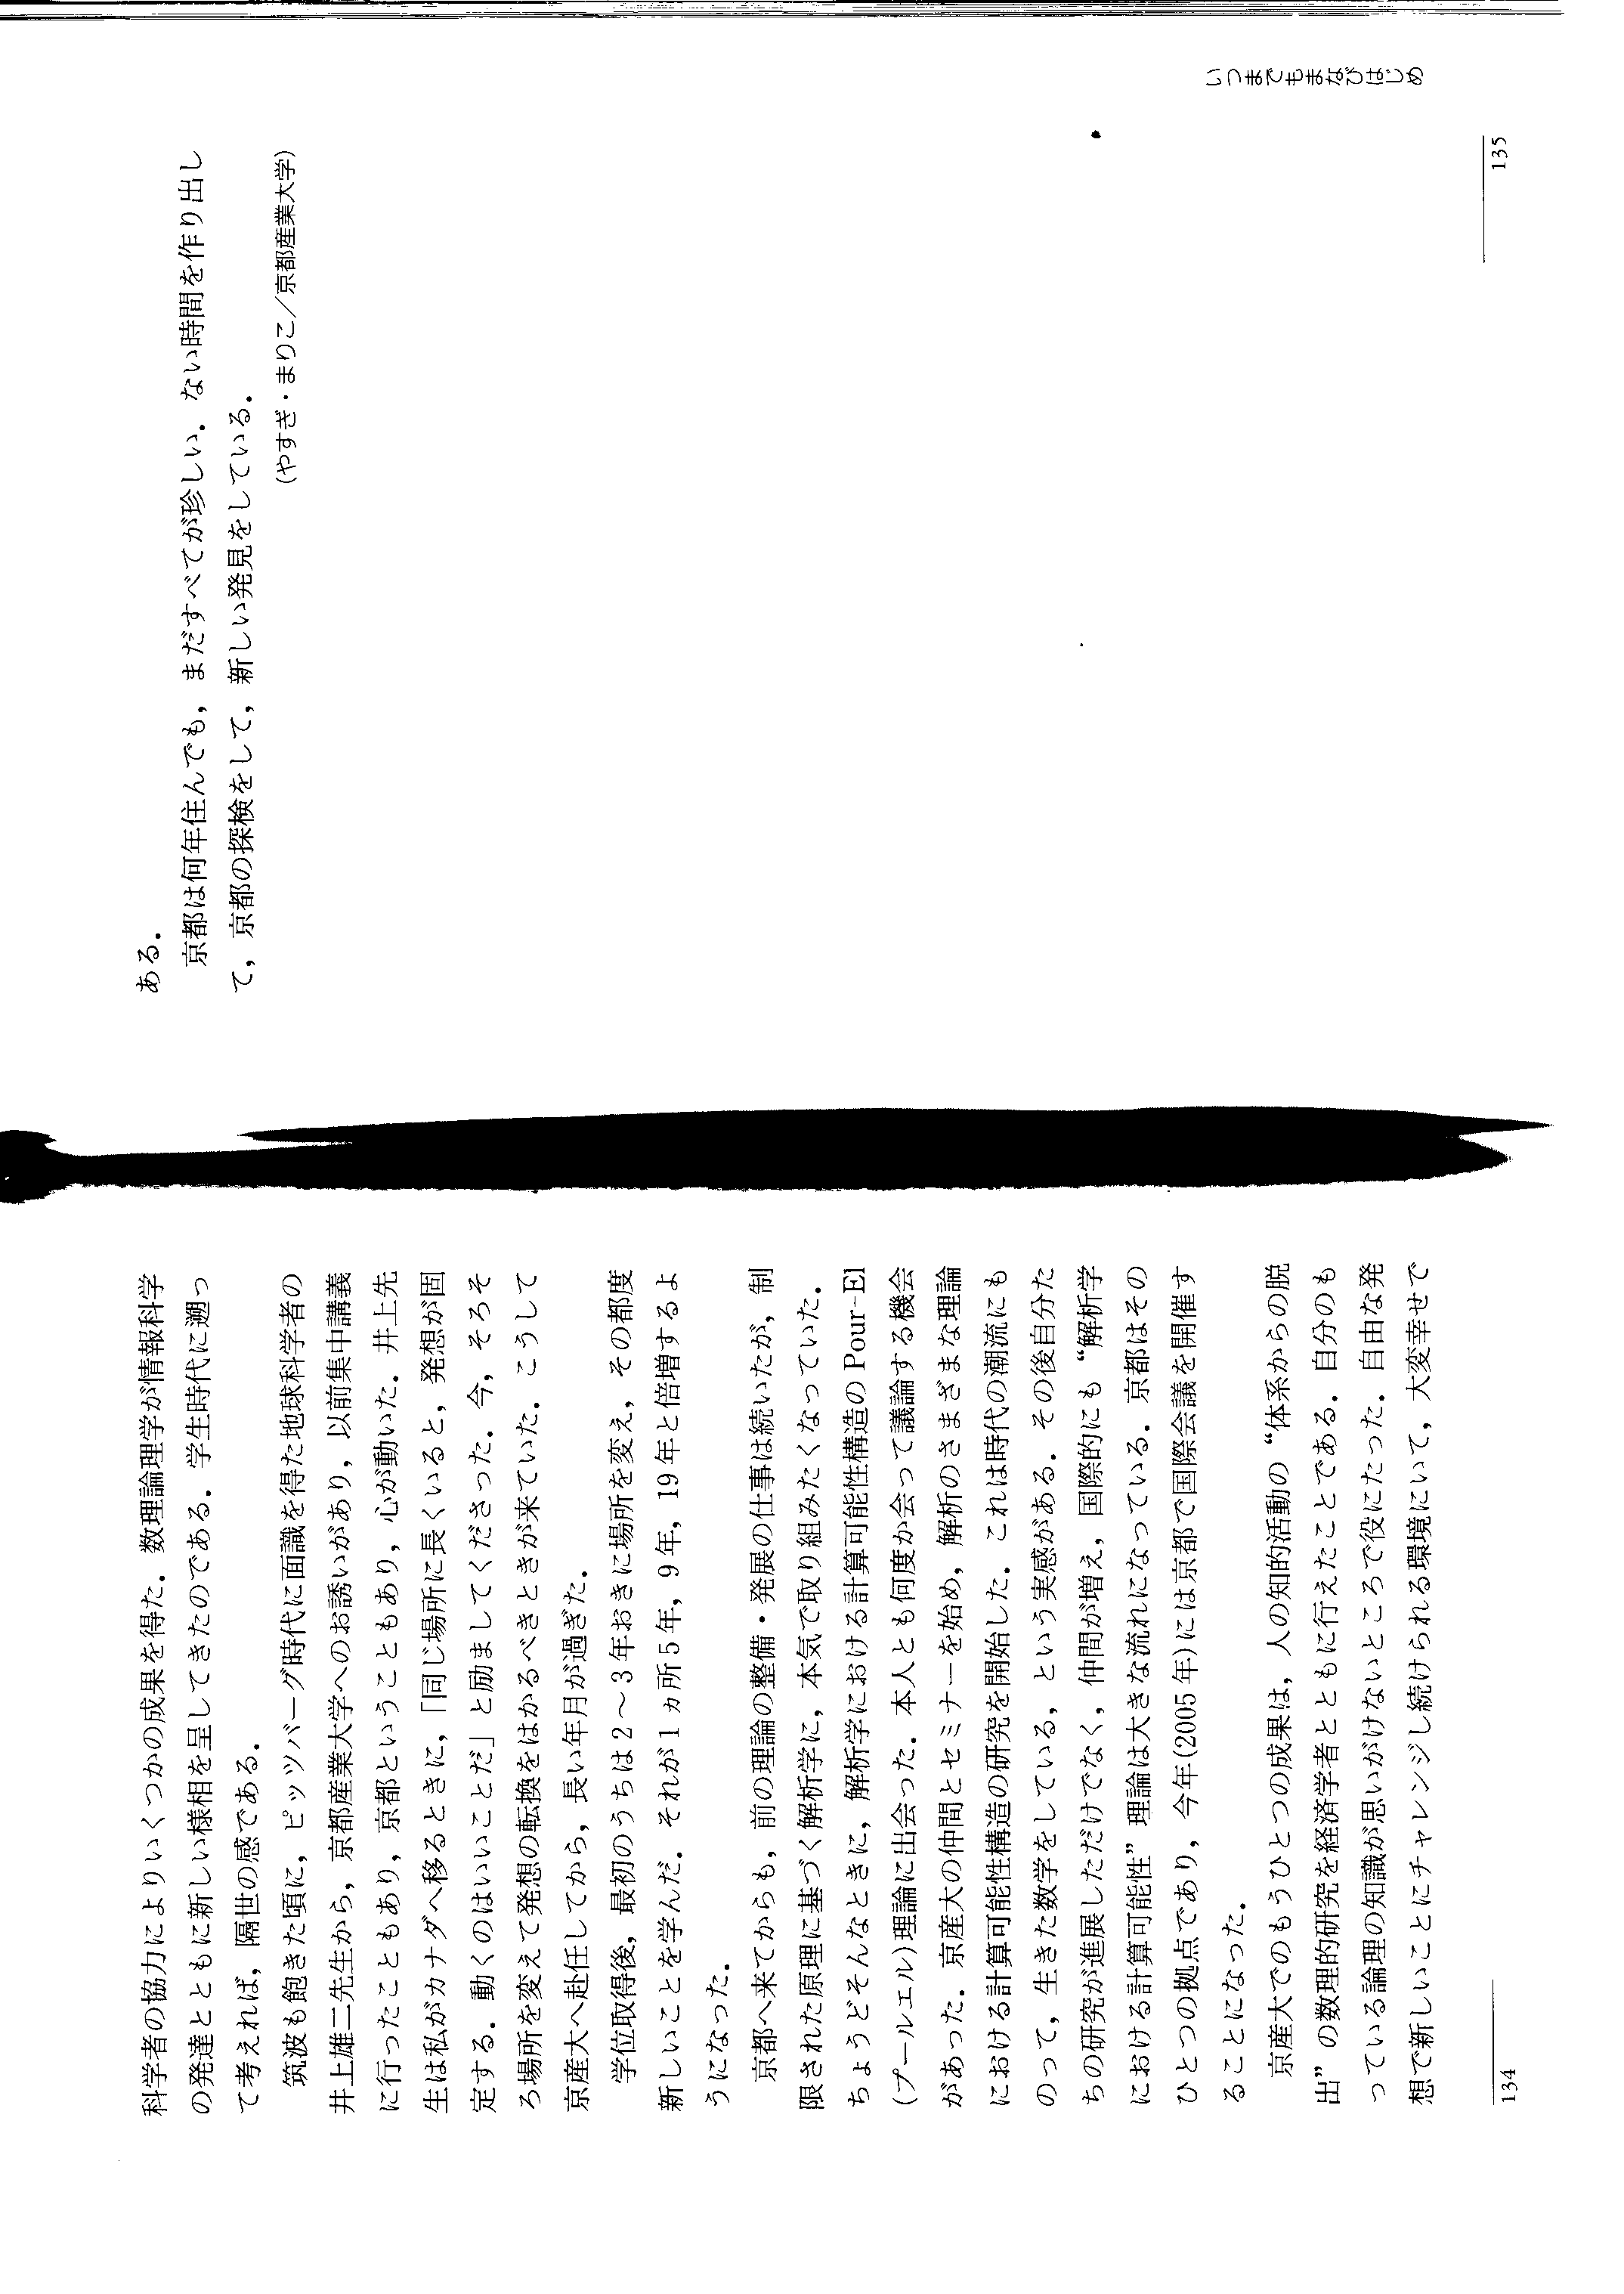 科学者の協力によりいくつかの成果を得た．数理論理学が情報科学
の発達とともに新しい様相を呈してきたのである．学生時代に遡っ
て考えれば，隔世の感である．
筑波も飽きた頃に，ピッツバーグ時代に面識を得た地球科学者の
井上雄二先生から，京都産業大学へのお誘いがあり，以前集中講義
に行ったこともあり，京都ということもあり，心が動いた．井上先
生は私がカナダへ移るときに，「同じ場所に長くいると，発想が固
定する．動くのはいいことだ」と励ましてくださった．今，そろそ
ろ場所を変えて発想の転換をはかるべきときが来ていた．こうして
京産大へ赴任してから，長い年月が過ぎた．
学位取得後，最初のうちは2～3年おきに場所を変え，その都度
新しいことを学んだ．それが1ヵ所5年，9年，19年と倍増するよ
うになった．
京都へ来てからも，前の理論の整備・発展の仕事は続いたが，制
限された原理に基づく解析学に，本気で取り組みたくなっていた．
ちょうどそんなときに，解析学における計算可能性構造のPour-El
(プールエル)理論に出会った．本人とも何度か会って議論する機会
があった．京産大の仲間とセミナーを始め，解析のさまざまな理論
における計算可能性構造の研究を開始した．これは時代の潮流にも
のって，生きた数学をしている，という実感がある．その後自分た
ちの研究が進展しただけでなく，仲間が増え，国際的にも“解析学
における計算可能性”理論は大きな流れになっている．京都はその
ひとつの拠点であり，今年(2005年)には京都で国際会議を開催す
ることになった．
京産大でのもうひとつの成果は，人の知的活動の“体系からの脱
出”の数理的研究を経済学者とともに行えたことである．自分のも
っている論理の知識が思いがけないところで役にたった．自由な発
想で新しいことにチャレンジし続けられる環境にいて，大変幸せで
134
ある．
京都は何年住んでも，まだすべてが珍しい．ない時間を作り出し
て，京都の探検をして，新しい発見をしている．
(やすぎ・まりこ／京都産業大学)
いつまでもまなびはじめ
135